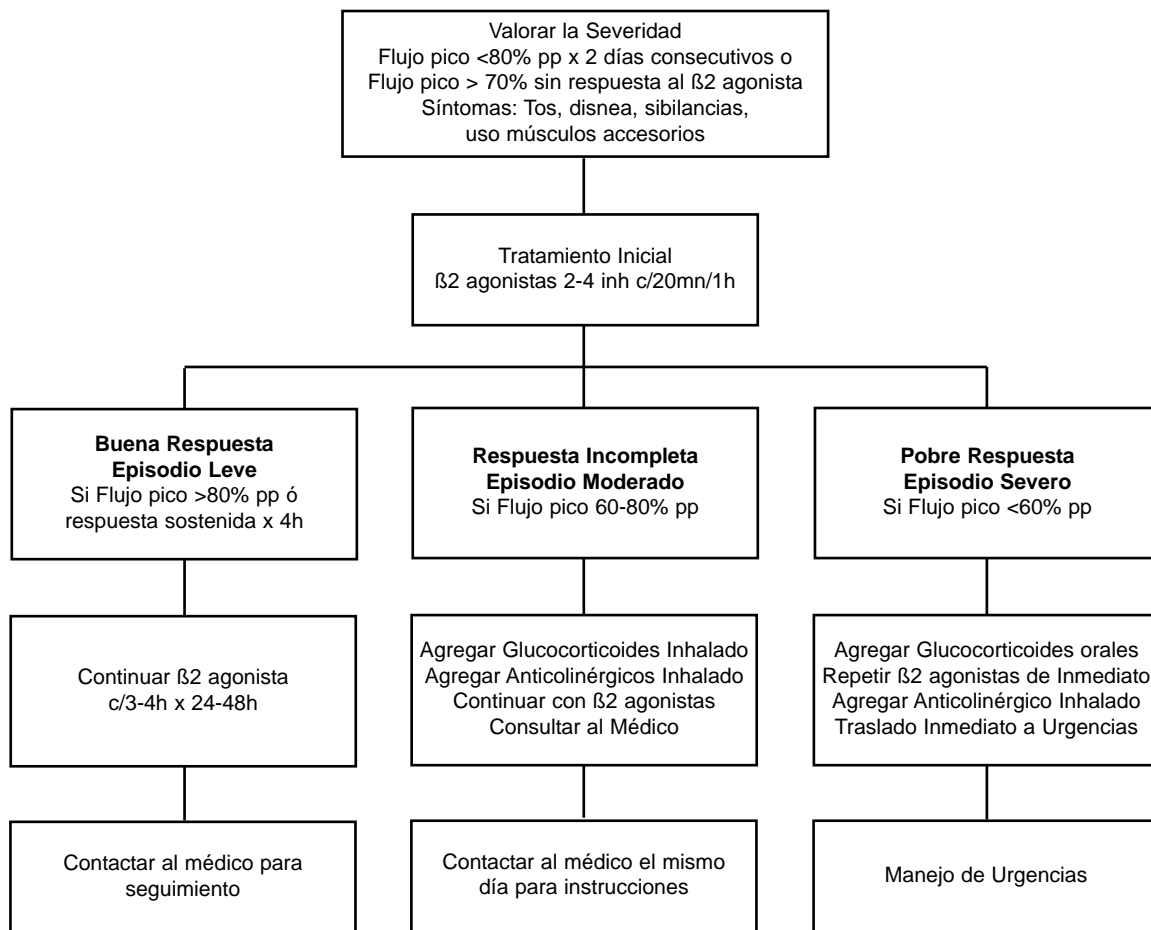 Valorar la Severidad
Flujo pico <80% pp x 2 días consecutivos o
Flujo pico > 70% sin respuesta al ß2 agonista
Síntomas: Tos, disnea, sibilancias,
uso músculos accesorios
Tratamiento Inicial
ß2 agonistas 2-4 inh c/20mn/1h
Buena Respuesta
Episodio Leve
Si Flujo pico >80% pp ó
respuesta sostenida x 4h
Respuesta Incompleta
Episodio Moderado
Si Flujo pico 60-80% pp
Pobre Respuesta
Episodio Severo
Si Flujo pico <60% pp
Continuar ß2 agonista
c/3-4h x 24-48h
Agregar Glucocorticoides Inhalado
Agregar Anticolinérgicos Inhalado
Continuar con ß2 agonistas
Consultar al Médico
Agregar Glucocorticoides orales
Repetir ß2 agonistas de Inmediato
Agregar Anticolinérgico Inhalado
Traslado Inmediato a Urgencias
Contactar al médico para
seguimiento
Contactar al médico el mismo
día para instrucciones
Manejo de Urgencias